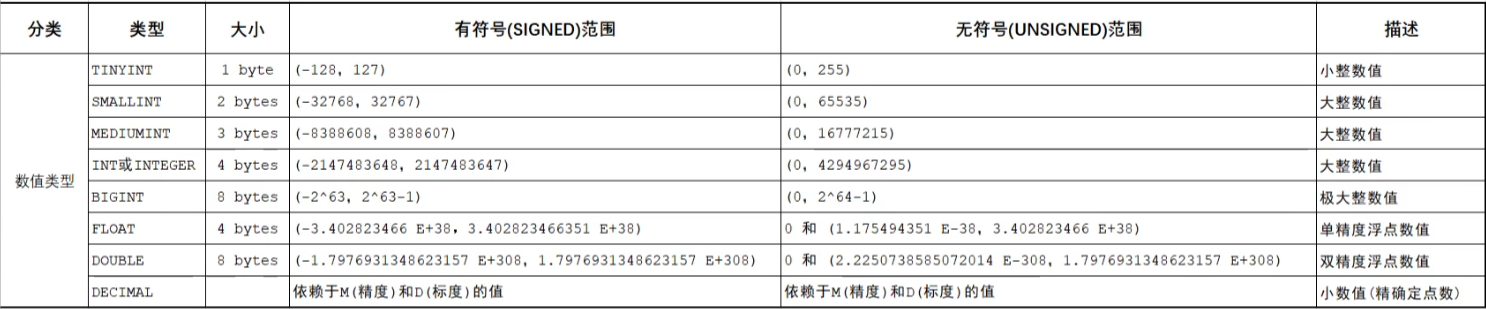 分类 类型 大小 有符号(SIGNED)范围 无符号(UNSIGNED)范围 描述
TINYINT 1 byte (-128, 127) (0, 255) 小整数值
SMALLINT 2 bytes (-32768, 32767) (0, 65535) 大整数值
MEDIUMINT 3 bytes (-8388608, 8388607) (0, 16777215) 大整数值
INT或INTEGER 4 bytes (-2147483648, 2147483647) (0, 4294967295) 大整数值
数值类型 BIGINT 8 bytes (-2^63, 2^63-1) (0, 2^64-1) 极大整数值
FLOAT 4 bytes (-3.402823466 E+38, 3.402823466351 E+38) 0 和 (1.175494351 E-38, 3.402823466 E+38) 单精度浮点数值
DOUBLE 8 bytes (-1.7976931348623157 E+308, 1.7976931348623157 E+308) 0 和 (2.2250738585072014 E-308, 1.7976931348623157 E+308) 双精度浮点数值
DECIMAL 依赖于M(精度)和D(标度)的值 依赖于M(精度)和D(标度)的值 小数值(精确定点数)